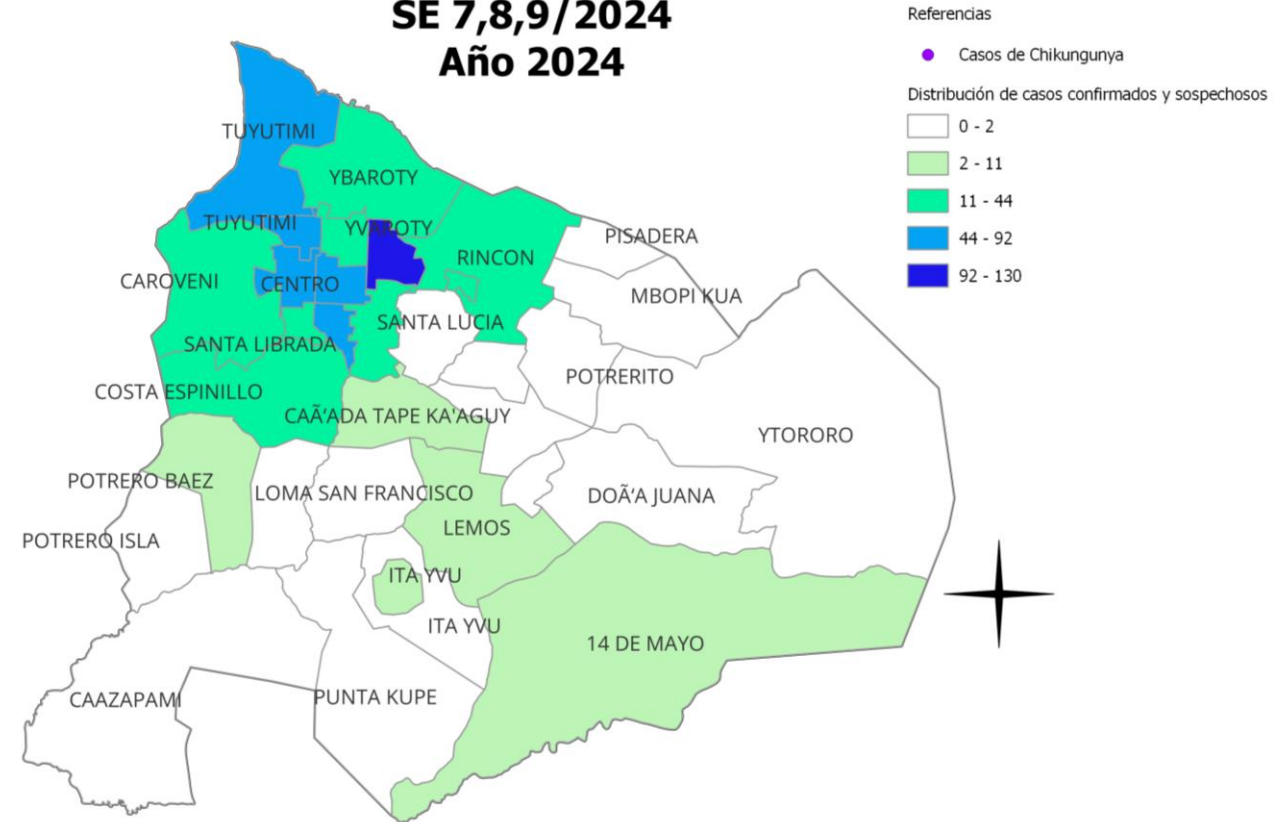 SE 7,8,9/2024
Año 2024
Referencias
Casos de Chikungunya
Distribución de casos confirmados y sospechosos
0 - 2
2 - 11
11 - 44
44 - 92
92 - 130
TUYUTIMI
YBAROTY
TUYUTIMI
YVAROTY
PISADERA
RINCON
CAROVENI
CENTRO
MBOPI KUA
SANTA LUCIA
SANTA LIBRADA
POTRERITO
COSTA ESPINILLO
CAÃ'ADA TAPE KA'AGUY
YTORORO
POTRERO BAEZ
LOMA SAN FRANCISCO
DOÃ'A JUANA
LEMOS
POTRERO ISLA
ITA YVU
ITA YVU
14 DE MAYO
CAAZAPAMI
PUNTA KUPE